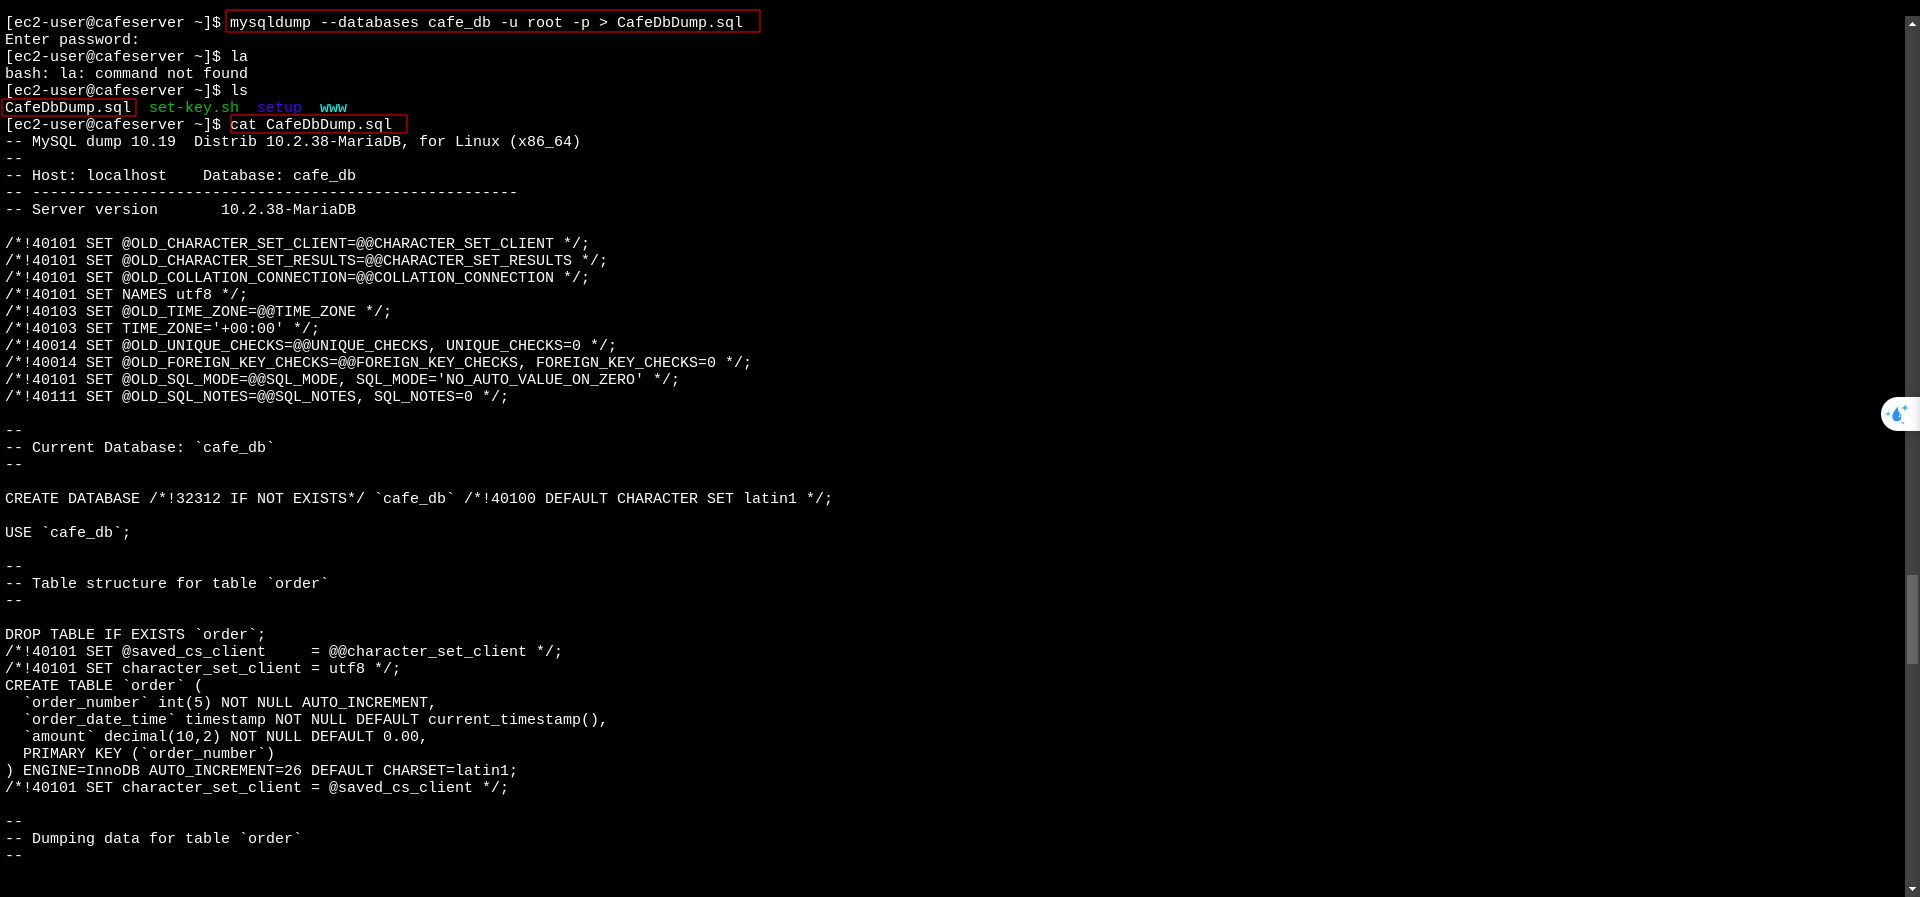 [ec2-user@cafeserver ~]$ mysqldump --databases cafe_db -u root -p > CafeDbDump.sql
Enter password:
[ec2-user@cafeserver ~]$ la
bash: la: command not found
[ec2-user@cafeserver ~]$ ls
CafeDbDump.sql  set-key.sh  setup  www
[ec2-user@cafeserver ~]$ cat CafeDbDump.sql
-- MySQL dump 10.19  Distrib 10.2.38-MariaDB, for Linux (x86_64)
--
-- Host: localhost    Database: cafe_db
-- ------------------------------------------------------
-- Server version       10.2.38-MariaDB

/*!40101 SET @OLD_CHARACTER_SET_CLIENT=@@CHARACTER_SET_CLIENT */;
/*!40101 SET @OLD_CHARACTER_SET_RESULTS=@@CHARACTER_SET_RESULTS */;
/*!40101 SET @OLD_COLLATION_CONNECTION=@@COLLATION_CONNECTION */;
/*!40101 SET NAMES utf8 */;
/*!40103 SET @OLD_TIME_ZONE=@@TIME_ZONE */;
/*!40103 SET TIME_ZONE='+00:00' */;
/*!40014 SET @OLD_UNIQUE_CHECKS=@@UNIQUE_CHECKS, UNIQUE_CHECKS=0 */;
/*!40014 SET @OLD_FOREIGN_KEY_CHECKS=@@FOREIGN_KEY_CHECKS, FOREIGN_KEY_CHECKS=0 */;
/*!40101 SET @OLD_SQL_MODE=@@SQL_MODE, SQL_MODE='NO_AUTO_VALUE_ON_ZERO' */;
/*!40111 SET @OLD_SQL_NOTES=@@SQL_NOTES, SQL_NOTES=0 */;

--
-- Current Database: `cafe_db`
--

CREATE DATABASE /*!32312 IF NOT EXISTS*/ `cafe_db` /*!40100 DEFAULT CHARACTER SET latin1 */;

USE `cafe_db`;

--
-- Table structure for table `order`
--

DROP TABLE IF EXISTS `order`;
/*!40101 SET @saved_cs_client     = @@character_set_client */;
/*!40101 SET character_set_client = utf8 */;
CREATE TABLE `order` (
  `order_number` int(5) NOT NULL AUTO_INCREMENT,
  `order_date_time` timestamp NOT NULL DEFAULT current_timestamp(),
  `amount` decimal(10,2) NOT NULL DEFAULT 0.00,
  PRIMARY KEY (`order_number`)
) ENGINE=InnoDB AUTO_INCREMENT=26 DEFAULT CHARSET=latin1;
/*!40101 SET character_set_client = @saved_cs_client */;

--
-- Dumping data for table `order`
--